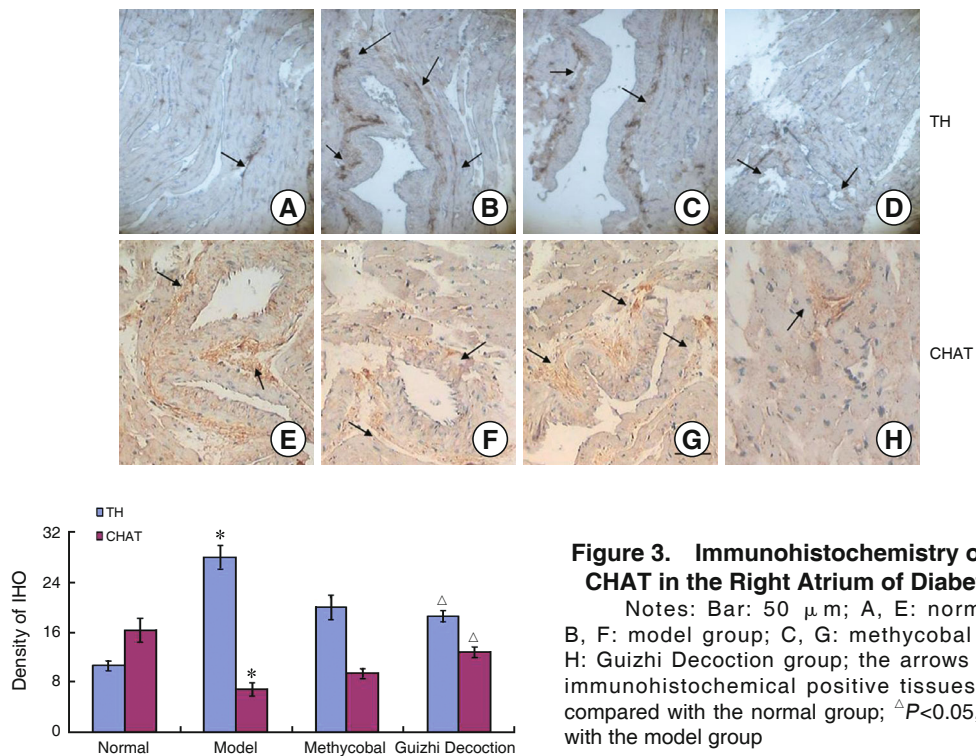 TH
A
B
C
D
CHAT
E
F
G
H
TH
CHAT
32
24
16
8
0
Density of IHO
*
*
△
△
Normal Model Methycobal Guizhi Decoction
Figure 3. Immunohistochemistry o
CHAT in the Right Atrium of Diabe
Notes: Bar: 50 μm; A, E: norm
B, F: model group; C, G: methycobal
H: Guizhi Decoction group; the arrows
immunohistochemical positive tissues
compared with the normal group; △P<0.05,
with the model group